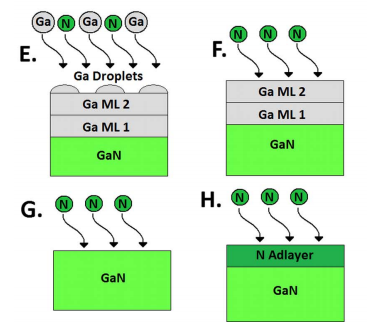 Ga N Ga N Ga
E.
Ga Droplets
Ga ML 2
Ga ML 1
GaN
N N N
F.
Ga ML 2
Ga ML 1
GaN
N N N
G.
GaN
N N N
H.
N Adlayer
GaN